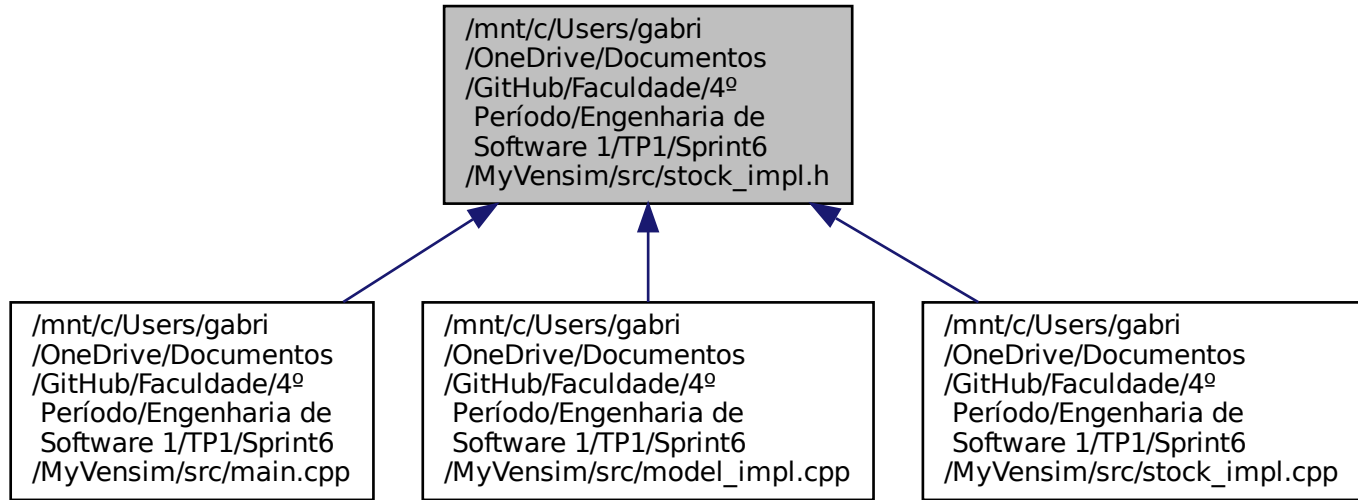 /mnt/c/Users/gabri
/OneDrive/Documentos
/GitHub/Faculdade/4º
Período/Engenharia de
Software 1/TP1/Sprint6
/MyVensim/src/stock_impl.h
/mnt/c/Users/gabri
/OneDrive/Documentos
/GitHub/Faculdade/4º
Período/Engenharia de
Software 1/TP1/Sprint6
/MyVensim/src/main.cpp
/mnt/c/Users/gabri
/OneDrive/Documentos
/GitHub/Faculdade/4º
Período/Engenharia de
Software 1/TP1/Sprint6
/MyVensim/src/model_impl.cpp
/mnt/c/Users/gabri
/OneDrive/Documentos
/GitHub/Faculdade/4º
Período/Engenharia de
Software 1/TP1/Sprint6
/MyVensim/src/stock_impl.cpp